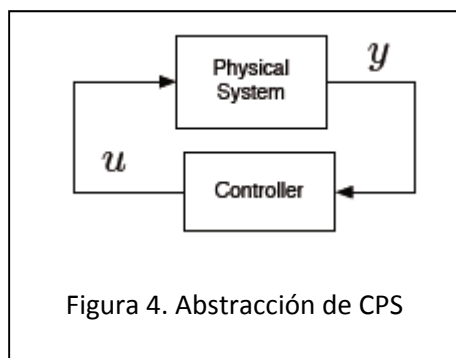 Physical
System
y
u
Controller
Figura 4. Abstracción de CPS